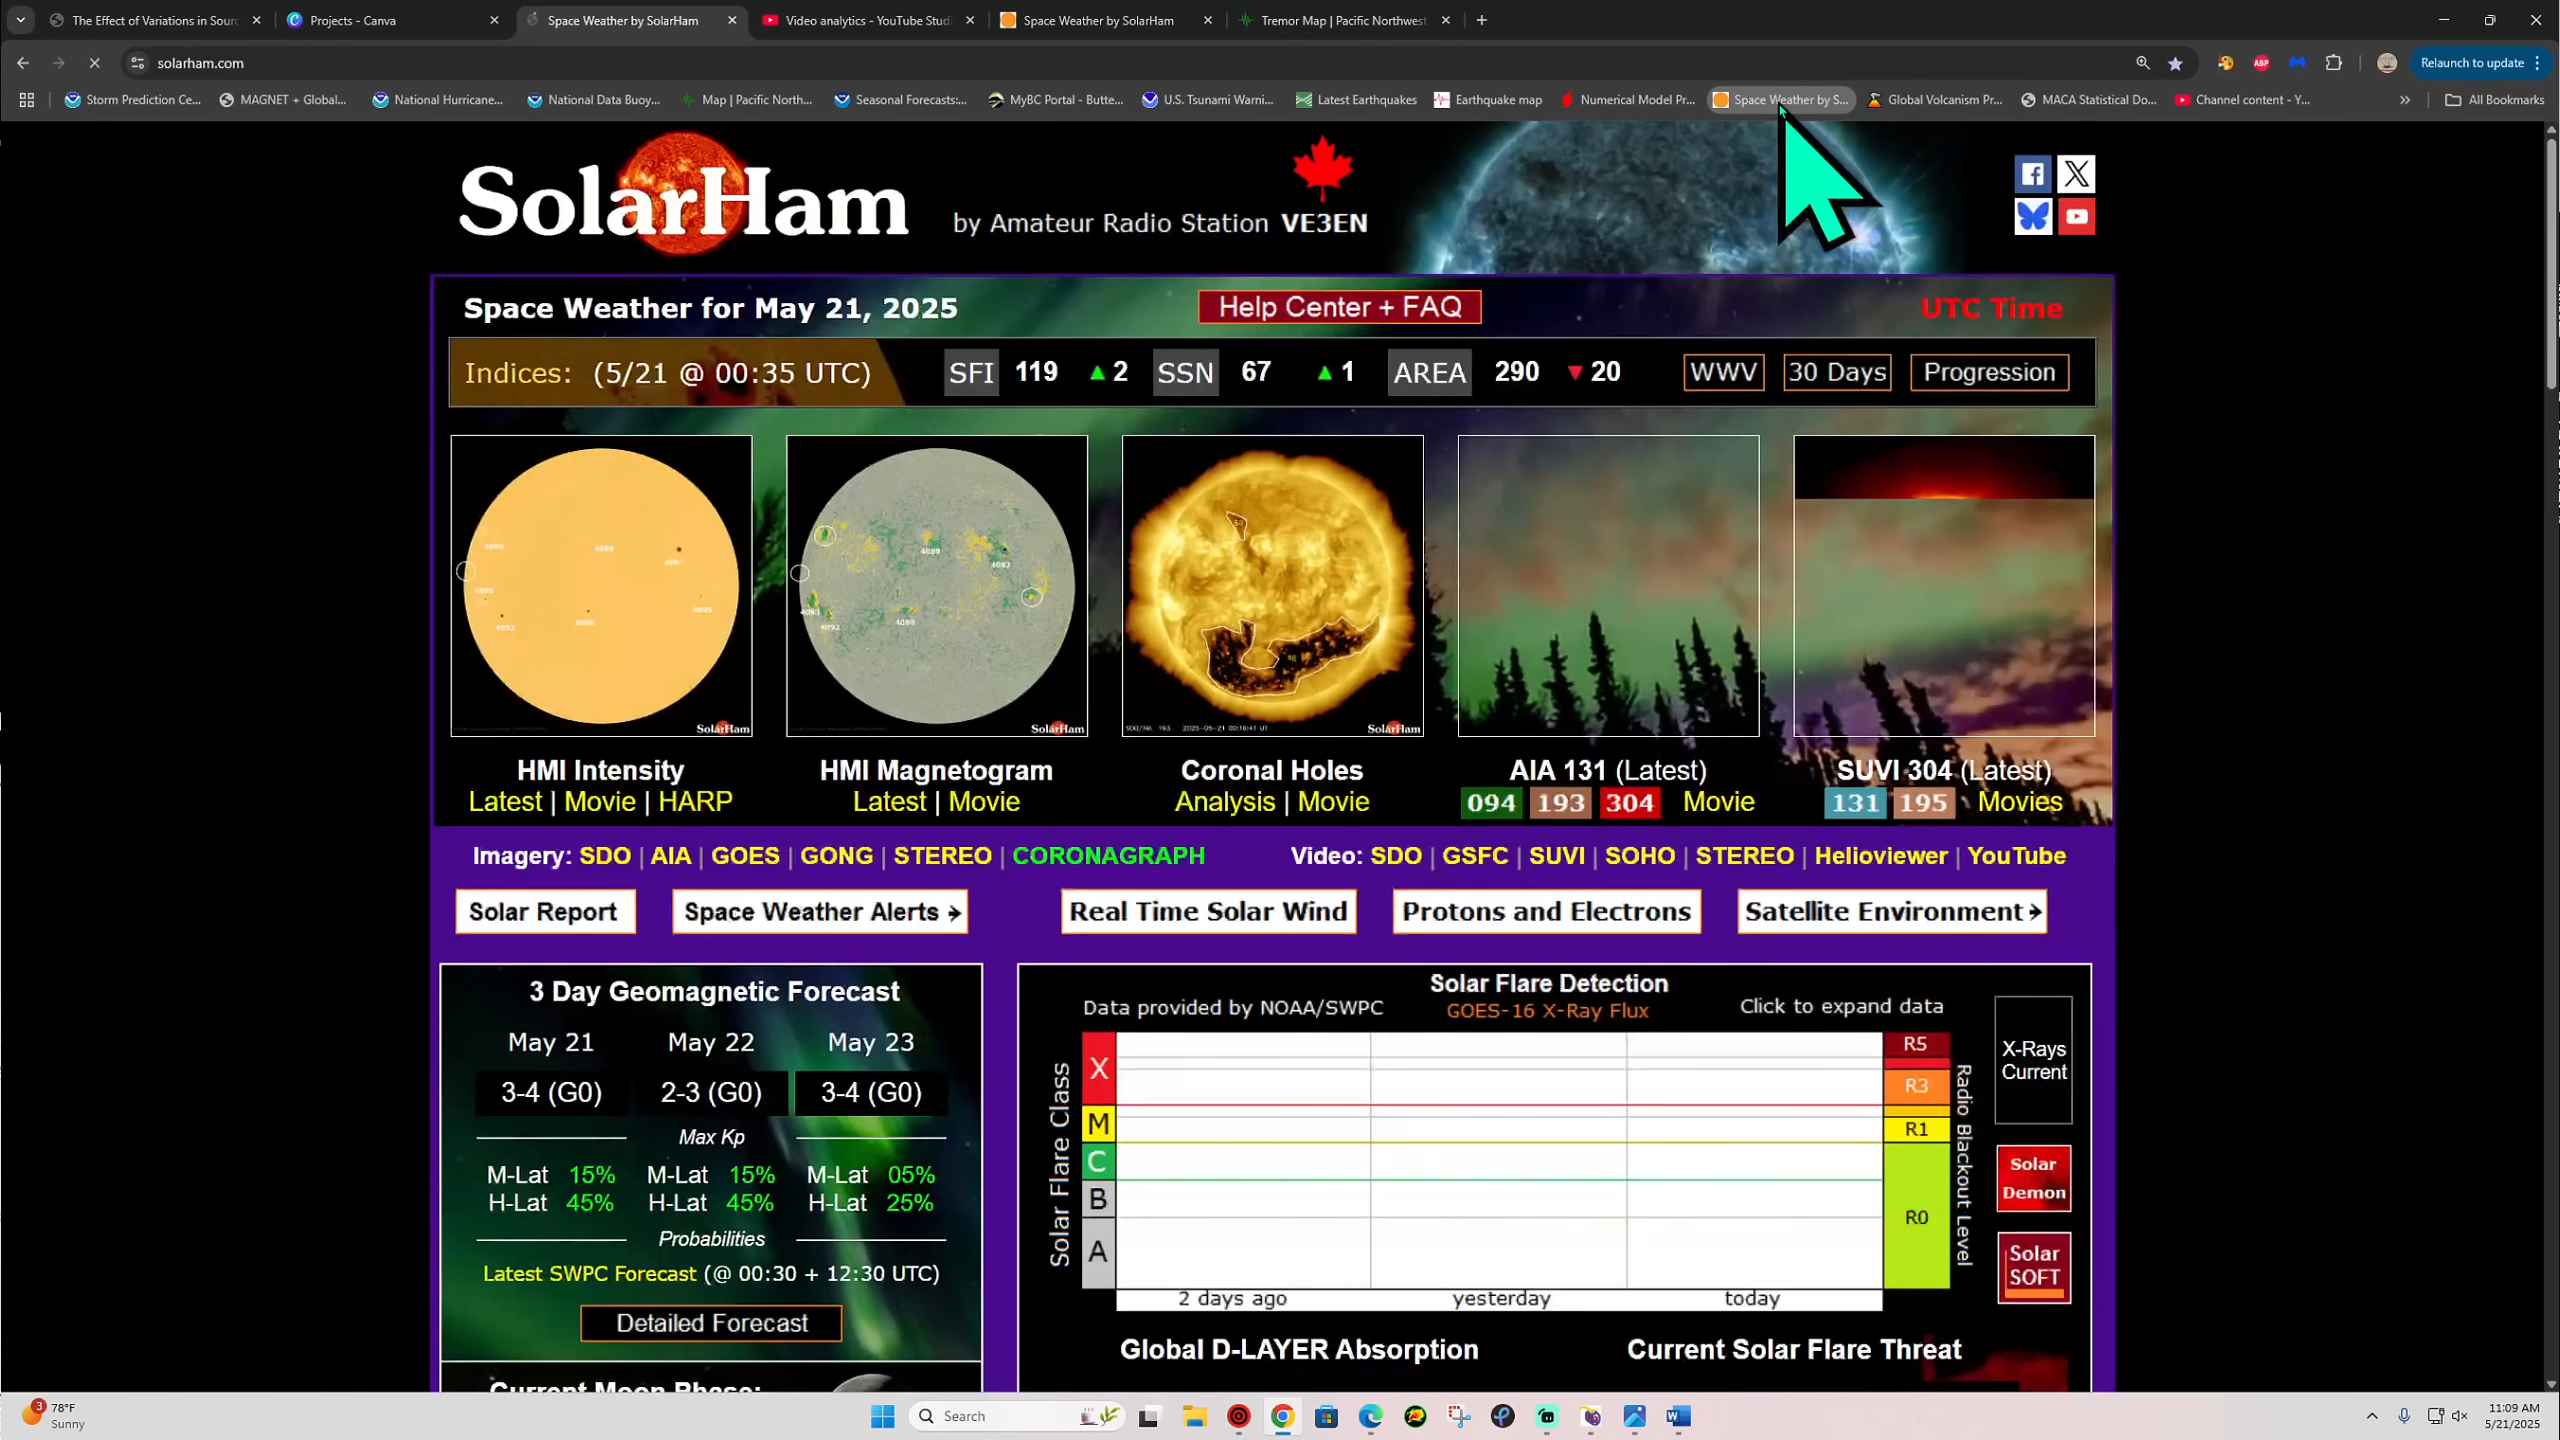 The Effect of Variations in Sourc
Projects - Canva
Space Weather by SolarHam
Video analytics - YouTube Studi
Space Weather by SolarHam
Tremor Map | Pacific Northwest
solarham.com
ABP
Relaunch to update
Storm Prediction Ce...
MAGNET + Global...
National Hurricane...
National Data Buoy...
Map | Pacific North...
Seasonal Forecasts:...
MyBC Portal - Butte...
U.S. Tsunami Warni...
Latest Earthquakes
Earthquake map
Numerical Model Pr...
Space Weather by S...
Global Volcanism Pr...
MACA Statistical Do...
Channel content - Y...
All Bookmarks
SolarHam
by Amateur Radio Station VE3EN
Space Weather for May 21, 2025
Help Center + FAQ
UTC Time
Indices: (5/21 @ 00:35 UTC)
SFI 119 ▲ 2 SSN 67 ▲ 1 AREA 290 ▼ 20
WWV
30 Days
Progression
SolarHam
SolarHam
SolarHam
HMI Intensity
Latest | Movie | HARP
HMI Magnetogram
Latest | Movie
Coronal Holes
Analysis | Movie
AIA 131 (Latest)
094 193 304 Movie
SUVI 304 (Latest)
131 195 Movies
Imagery: SDO | AIA | GOES | GONG | STEREO | CORONAGRAPH
Video: SDO | GSFC | SUVI | SOHO | STEREO | Helioviewer | YouTube
Solar Report
Space Weather Alerts
Real Time Solar Wind
Protons and Electrons
Satellite Environment
3 Day Geomagnetic Forecast
May 21 May 22 May 23
3-4 (G0) 2-3 (G0) 3-4 (G0)
Max Kp
M-Lat 15% M-Lat 15% M-Lat 05%
H-Lat 45% H-Lat 45% H-Lat 25%
Probabilities
Latest SWPC Forecast (@ 00:30 + 12:30 UTC)
Detailed Forecast
Current Moon Phase:
Solar Flare Detection
Data provided by NOAA/SWPC
GOES-16 X-Ray Flux
Click to expand data
Solar Flare Class
X
M
C
B
A
R5
R3
R1
R0
Radio Blackout Level
2 days ago yesterday today
X-Rays
Current
Solar
Demon
Solar
SOFT
Global D-LAYER Absorption
Current Solar Flare Threat
3
78°F
Sunny
Search
11:09 AM
5/21/2025